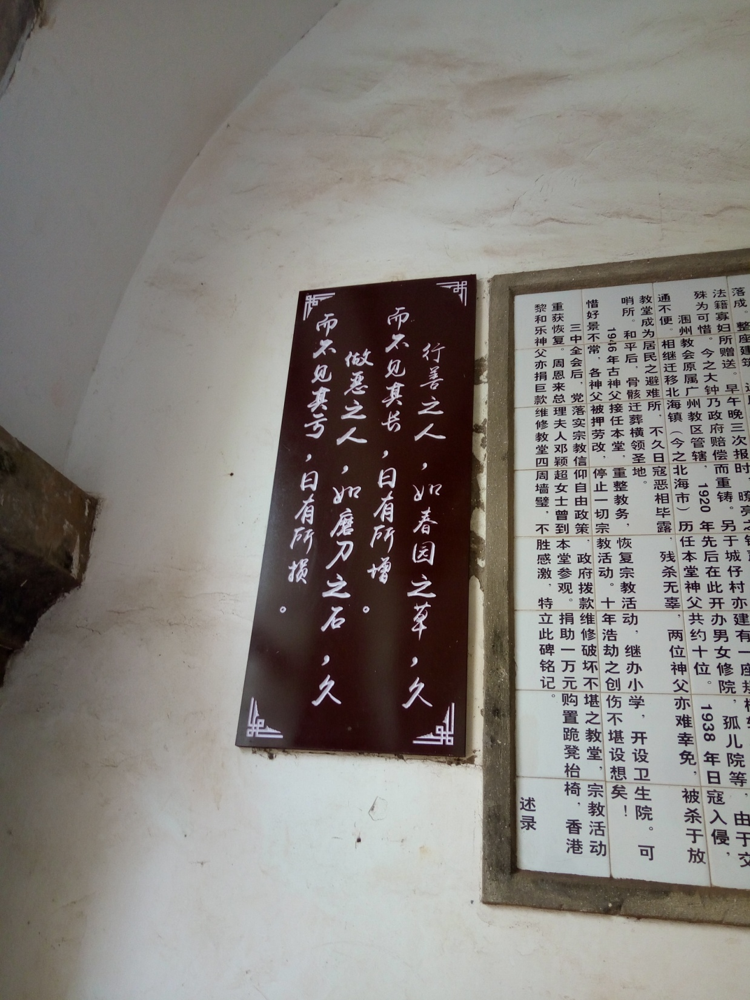 行善之人，如春园之草，久
而不见其长，日有所增。
做恶之人，如磨刀之石，久
而不见其亏，日有所损。
落成。整座建筑
法籍寡妇所赠送。早午晚三次报时，嘹亮之
殊为可惜。今之大钟乃政府赔偿而重铸。另于城仔村亦建有一座规
涠州教会原属广州教区管辖，1920 年先后在此开办男女修院，孤儿院等，由于交
通不便。相继迁移北海镇（今之北海市）历任本堂神父共约十位。1938 年日寇入侵，
教堂成为居民之避难所，不久日寇恶相毕露，残杀无辜，两位神父亦难幸免，被杀于放
哨所。和平后，骨骸迁葬横领圣地。
1946年古神父接任本堂，重整教务，恢复宗教活动，继办小学，开设卫生院。可
惜好景不常，各神父被押劳改，停止一切宗教活动。十年浩劫之创伤不堪设想矣！
三中全会后，党落实宗教信仰自由政策，政府拨款维修破坏不堪之教堂，宗教活动
重获恢复。周恩来总理夫人邓颖超女士曾到本堂参观。捐助一万元购置跪凳枱椅，香港
黎和乐神父亦捐巨款维修教堂四周墙璧，不胜感激，特立此碑铭记。
述录